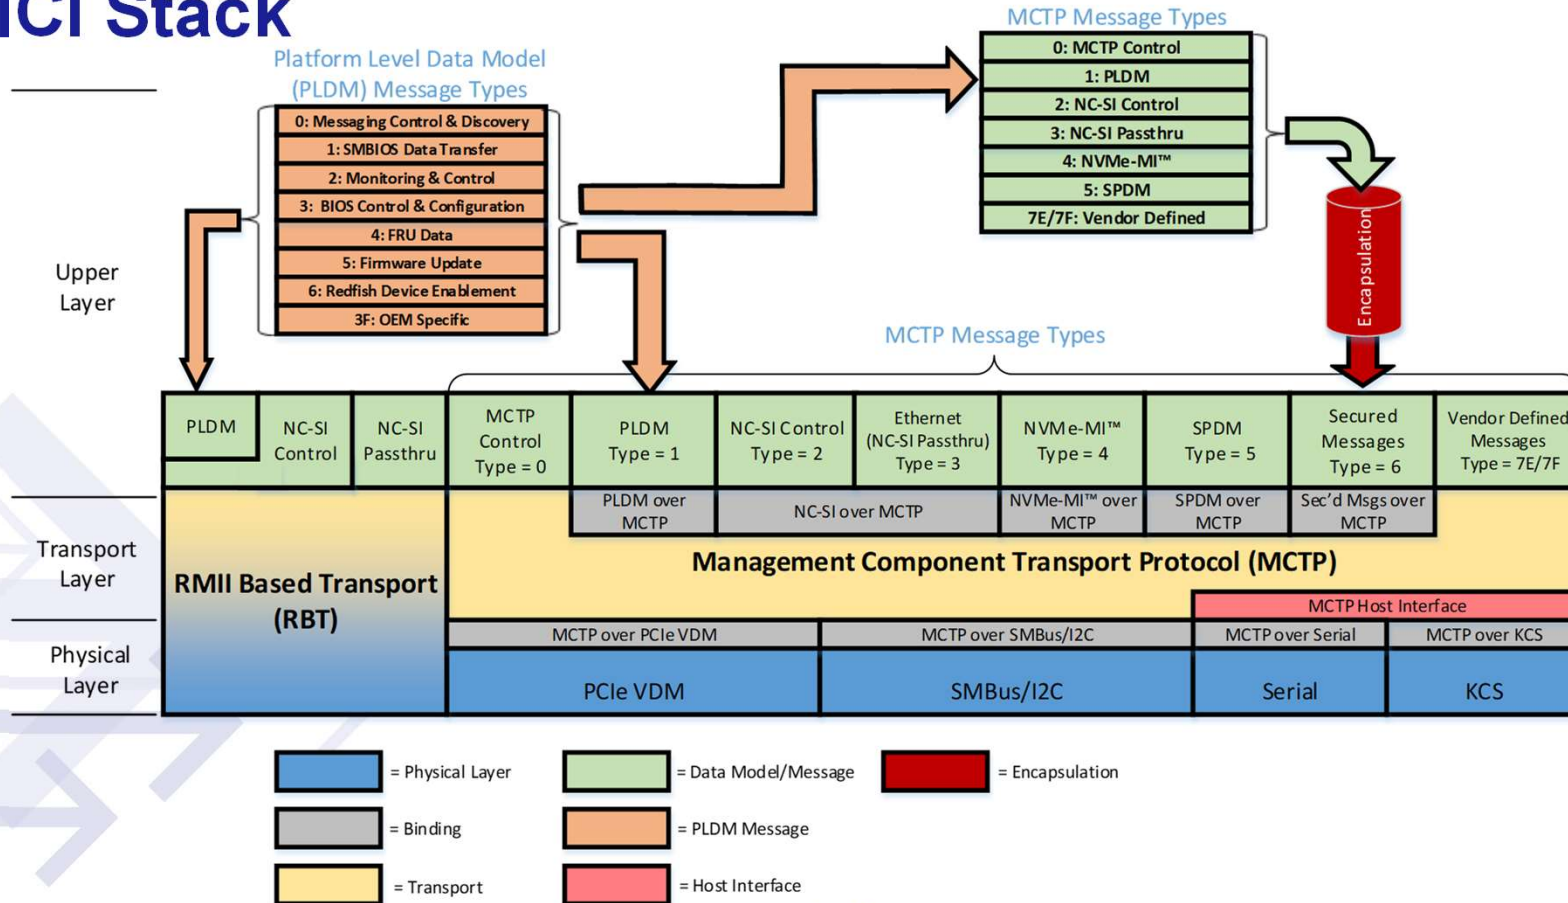 Stack
Platform Level Data Model
(PLDM) Message Types
0: Messaging Control & Discovery
1: SMBIOS Data Transfer
2: Monitoring & Control
3: BIOS Control & Configuration
4: FRU Data
5: Firmware Update
6: Redfish Device Enablement
3F: OEM Specific
MCTP Message Types
0: MCTP Control
1: PLDM
2: NC-SI Control
3: NC-SI Passthru
4: NVMe-MI™
5: SPDM
7E/7F: Vendor Defined
Encapsulation
Upper
Layer
MCTP Message Types
PLDM
NC-SI
Control
NC-SI
Passthru
MCTP
Control
Type = 0
PLDM
Type = 1
NC-SI Control
Type = 2
Ethernet
(NC-SI Passthru)
Type = 3
NVMe-MI™
Type = 4
SPDM
Type = 5
Secured
Messages
Type = 6
Vendor Defined
Messages
Type = 7E/7F
PLDM over
MCTP
NC-SI over MCTP
NVMe-MI™ over
MCTP
SPDM over
MCTP
Sec'd Msgs over
MCTP
Transport
Layer
RMII Based Transport
(RBT)
Management Component Transport Protocol (MCTP)
MCTP Host Interface
MCTP over PCIe VDM
MCTP over SMBus/I2C
MCTP over Serial
MCTP over KCS
Physical
Layer
PCIe VDM
SMBus/I2C
Serial
KCS
= Physical Layer
= Data Model/Message
= Encapsulation
= Binding
= PLDM Message
= Transport
= Host Interface